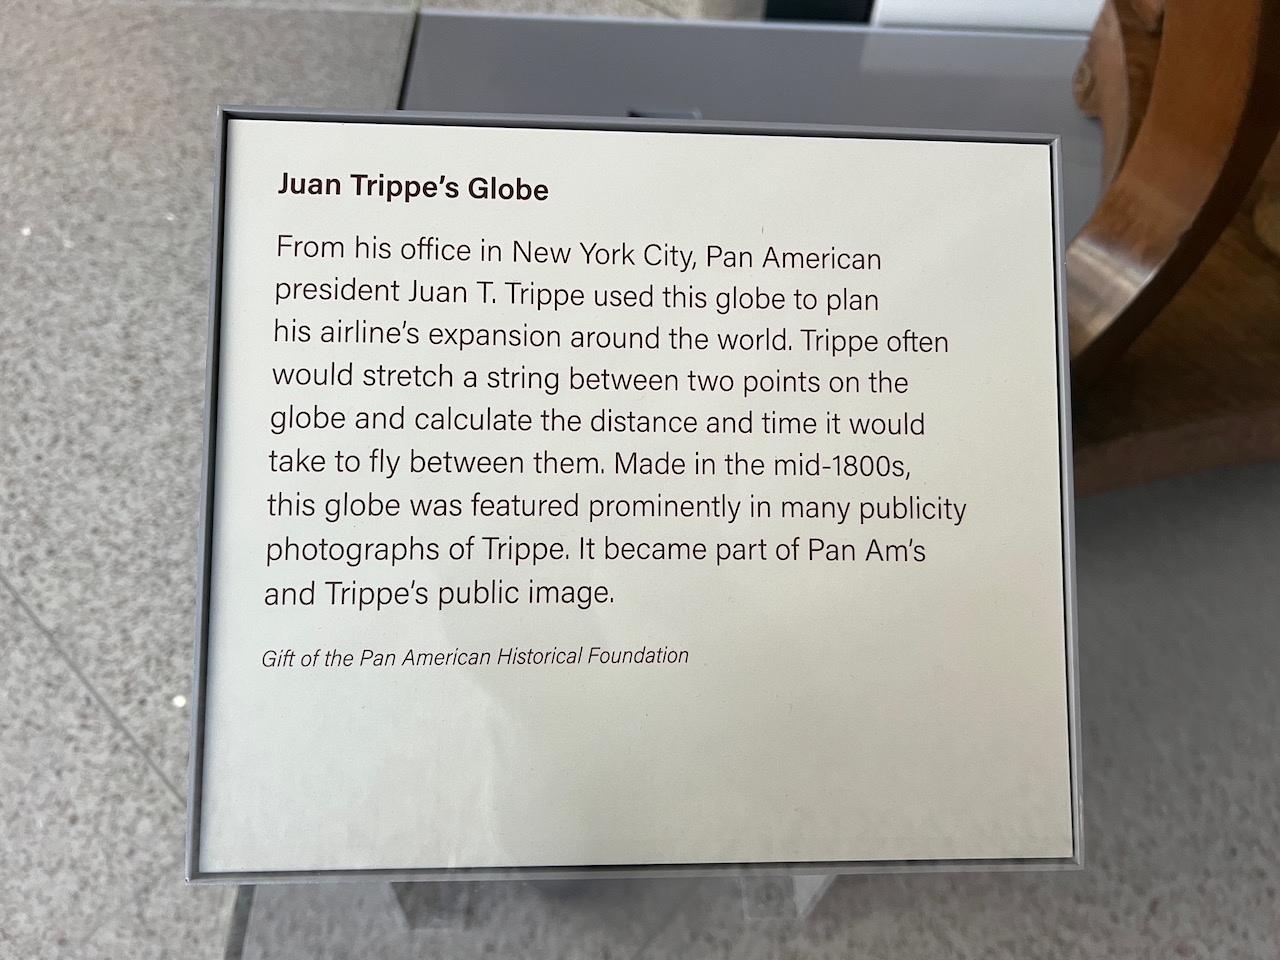 Juan Trippe's Globe
From his office in New York City, Pan American
president Juan T. Trippe used this globe to plan
his airline's expansion around the world. Trippe often
would stretch a string between two points on the
globe and calculate the distance and time it would
take to fly between them. Made in the mid-1800s,
this globe was featured prominently in many publicity
photographs of Trippe. It became part of Pan Am's
and Trippe's public image.
Gift of the Pan American Historical Foundation